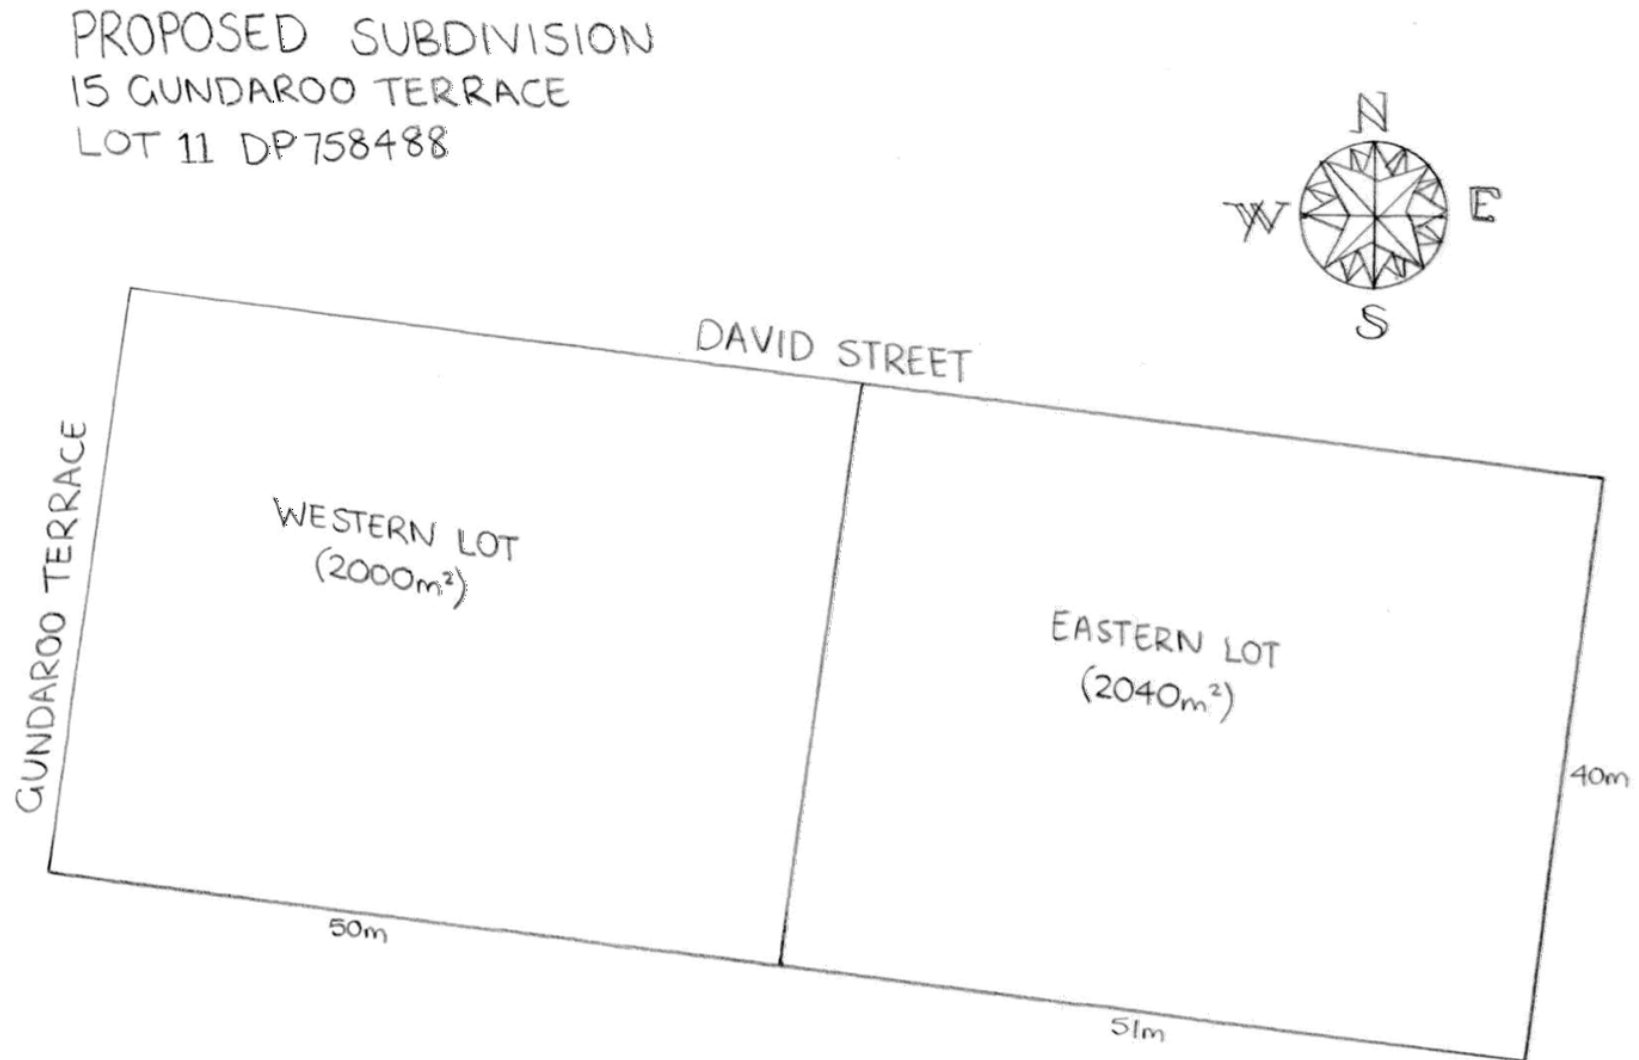 PROPOSED SUBDIVISION
15 GUNDAROO TERRACE
LOT 11 DP758488
N
W
E
S
DAVID STREET
GUNDAROO TERRACE
WESTERN LOT
(2000m²)
EASTERN LOT
(2040m²)
40m
50m
51m